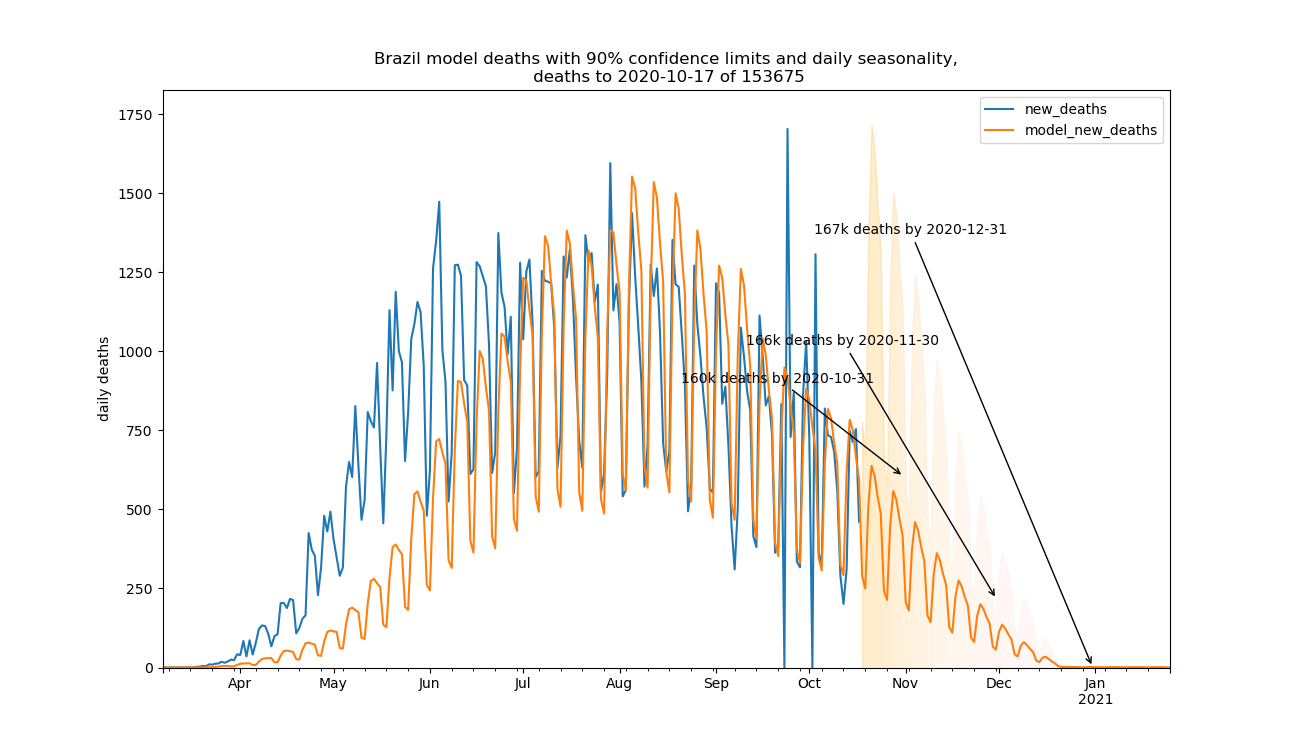 Brazil model deaths with 90% confidence limits and daily seasonality,
deaths to 2020-10-17 of 153675
new_deaths
model_new_deaths
daily deaths
1750
1500
1250
1000
750
500
250
0
167k deaths by 2020-12-31
166k deaths by 2020-11-30
160k deaths by 2020-10-31
Apr May Jun Jul Aug Sep Oct Nov Dec Jan
2021